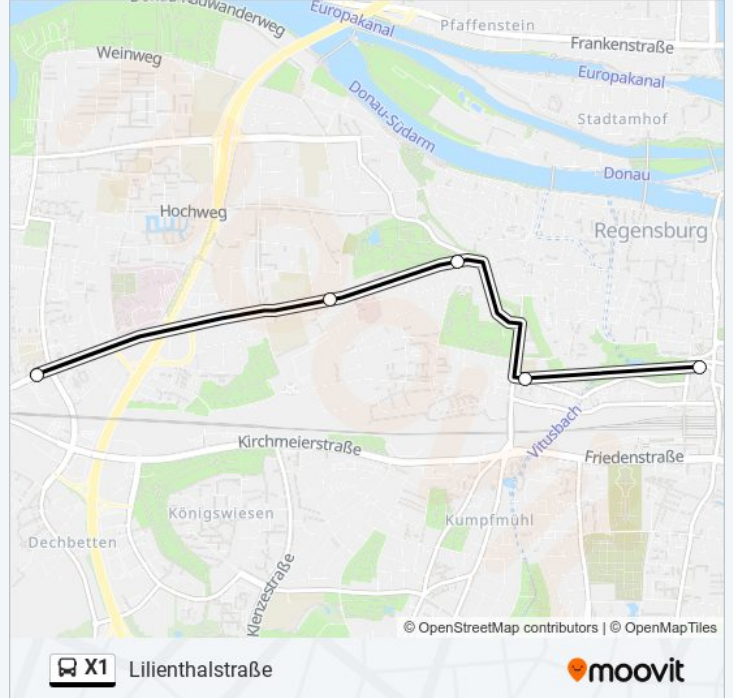 Donauwanderweg
Europakanal
Pfaffenstein
Frankenstraße
Weinweg
Europakanal
Donau-Südarm
Stadtamhof
Donau
Hochweg
Regensburg
Vitusbach
Kirchmeierstraße
Friedenstraße
Königswiesen
Kumpfmühl
Dechbetten
Klenzestraße
© OpenStreetMap contributors | © OpenMapTiles
X1 Lilienthalstraße
moovit